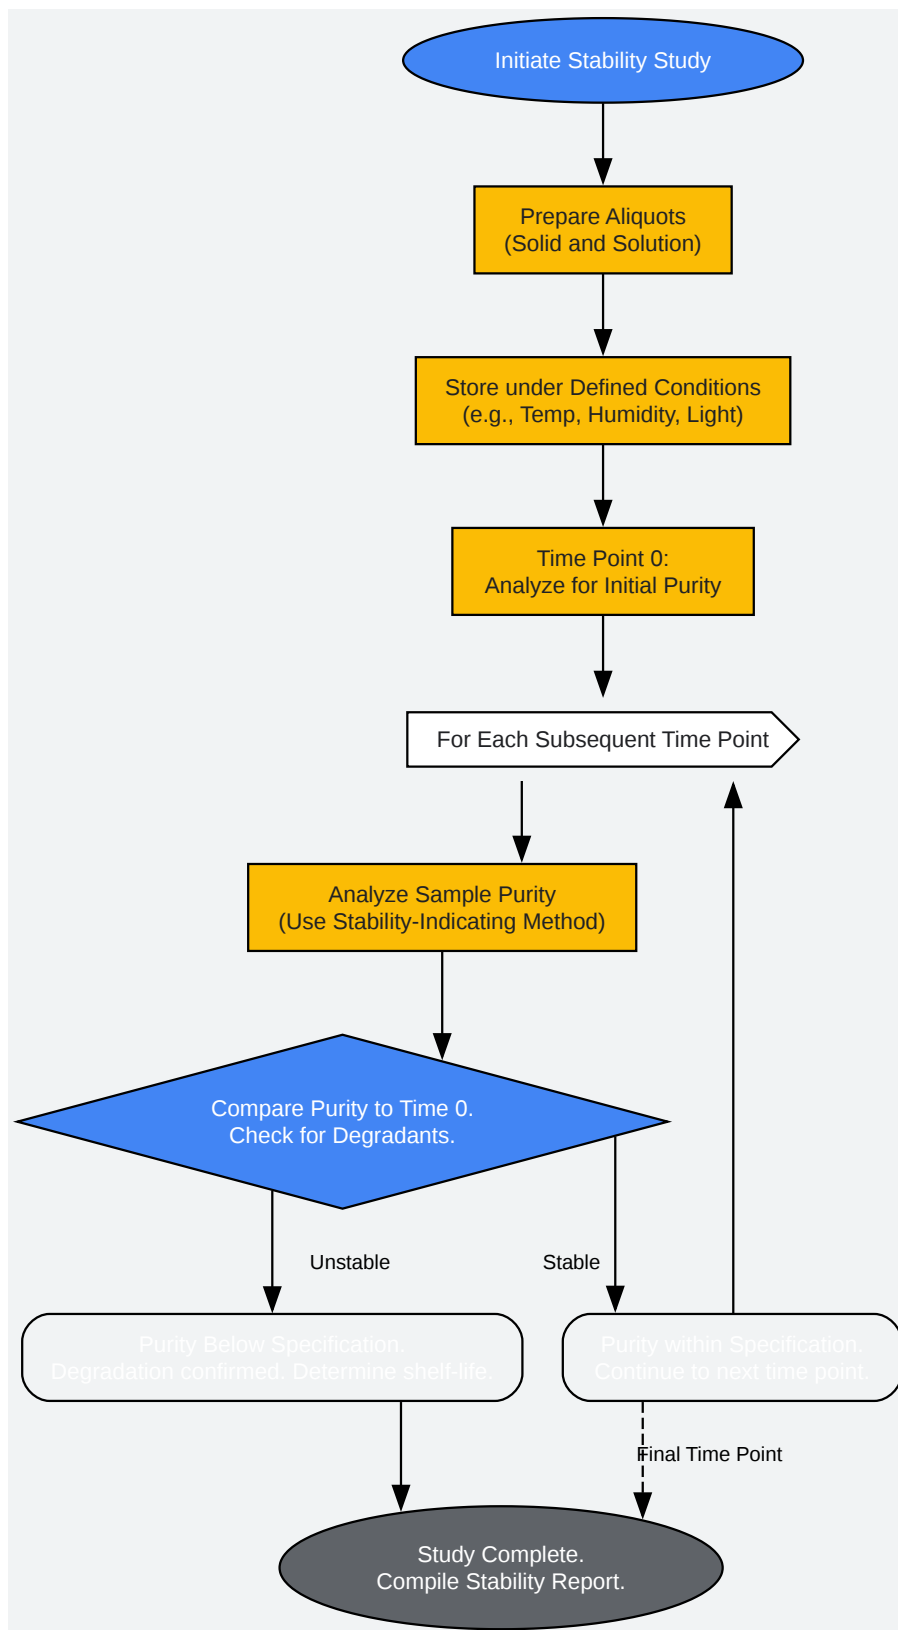 Initiate Stability Study
Prepare Aliquots
(Solid and Solution)
Store under Defined Conditions
(e.g., Temp, Humidity, Light)
Time Point 0:
Analyze for Initial Purity
For Each Subsequent Time Point
Analyze Sample Purity
(Use Stability-Indicating Method)
Compare Purity to Time 0.
Check for Degradants.
Unstable
Stable
Purity Below Specification.
Degradation confirmed. Determine shelf-life.
Purity within Specification.
Continue to next time point.
Final Time Point
Study Complete.
Compile Stability Report.